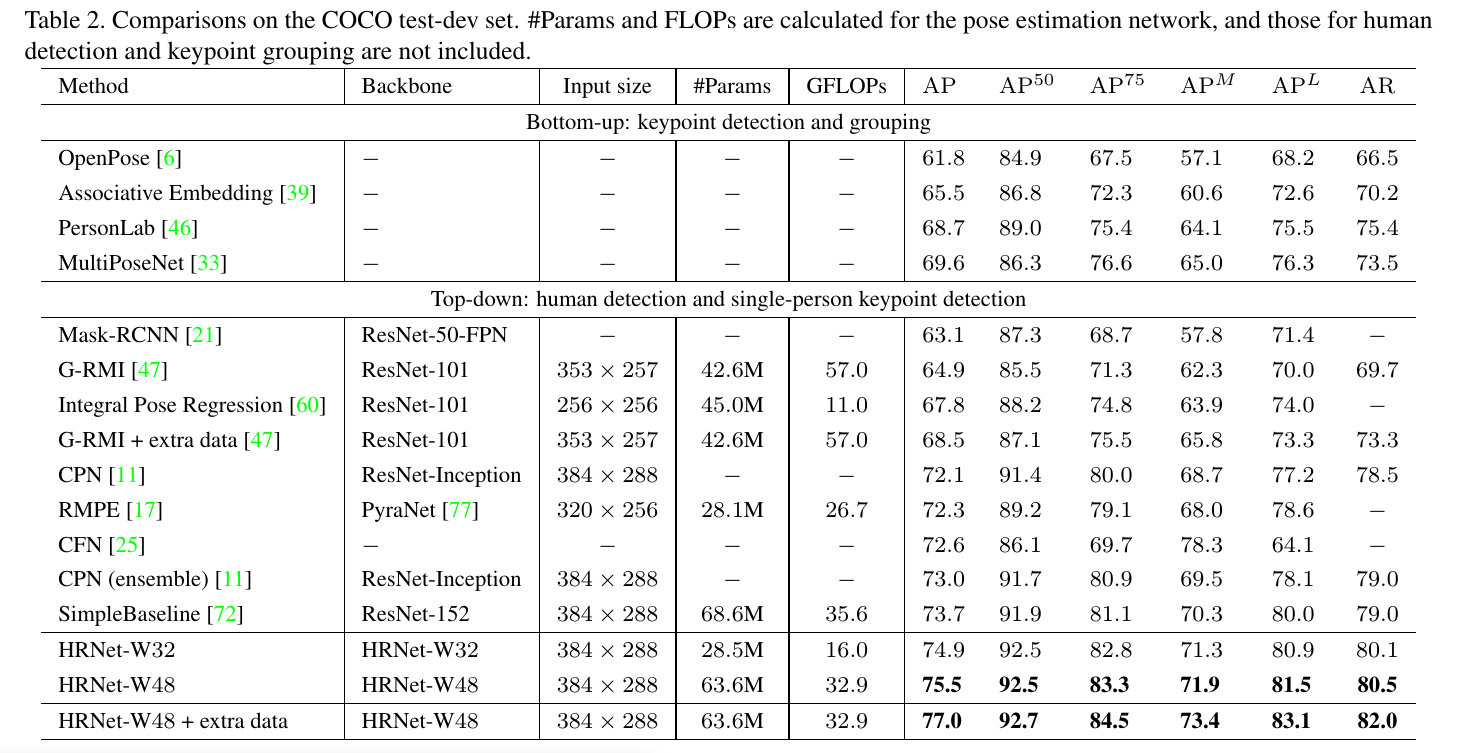 Table 2. Comparisons on the COCO test-dev set. #Params and FLOPs are calculated for the pose estimation network, and those for human
detection and keypoint grouping are not included.
Method Backbone Input size #Params GFLOPs AP AP^50 AP^75 AP^M AP^L AR
Bottom-up: keypoint detection and grouping
OpenPose [6] − − − − 61.8 84.9 67.5 57.1 68.2 66.5
Associative Embedding [39] − − − − 65.5 86.8 72.3 60.6 72.6 70.2
PersonLab [46] − − − − 68.7 89.0 75.4 64.1 75.5 75.4
MultiPoseNet [33] − − − − 69.6 86.3 76.6 65.0 76.3 73.5
Top-down: human detection and single-person keypoint detection
Mask-RCNN [21] ResNet-50-FPN − − − 63.1 87.3 68.7 57.8 71.4 −
G-RMI [47] ResNet-101 353 × 257 42.6M 57.0 64.9 85.5 71.3 62.3 70.0 69.7
Integral Pose Regression [60] ResNet-101 256 × 256 45.0M 11.0 67.8 88.2 74.8 63.9 74.0 −
G-RMI + extra data [47] ResNet-101 353 × 257 42.6M 57.0 68.5 87.1 75.5 65.8 73.3 73.3
CPN [11] ResNet-Inception 384 × 288 − − 72.1 91.4 80.0 68.7 77.2 78.5
RMPE [17] PyraNet [77] 320 × 256 28.1M 26.7 72.3 89.2 79.1 68.0 78.6 −
CFN [25] − − − − 72.6 86.1 69.7 78.3 64.1 −
CPN (ensemble) [11] ResNet-Inception 384 × 288 − − 73.0 91.7 80.9 69.5 78.1 79.0
SimpleBaseline [72] ResNet-152 384 × 288 68.6M 35.6 73.7 91.9 81.1 70.3 80.0 79.0
HRNet-W32 HRNet-W32 384 × 288 28.5M 16.0 74.9 92.5 82.8 71.3 80.9 80.1
HRNet-W48 HRNet-W48 384 × 288 63.6M 32.9 75.5 92.5 83.3 71.9 81.5 80.5
HRNet-W48 + extra data HRNet-W48 384 × 288 63.6M 32.9 77.0 92.7 84.5 73.4 83.1 82.0